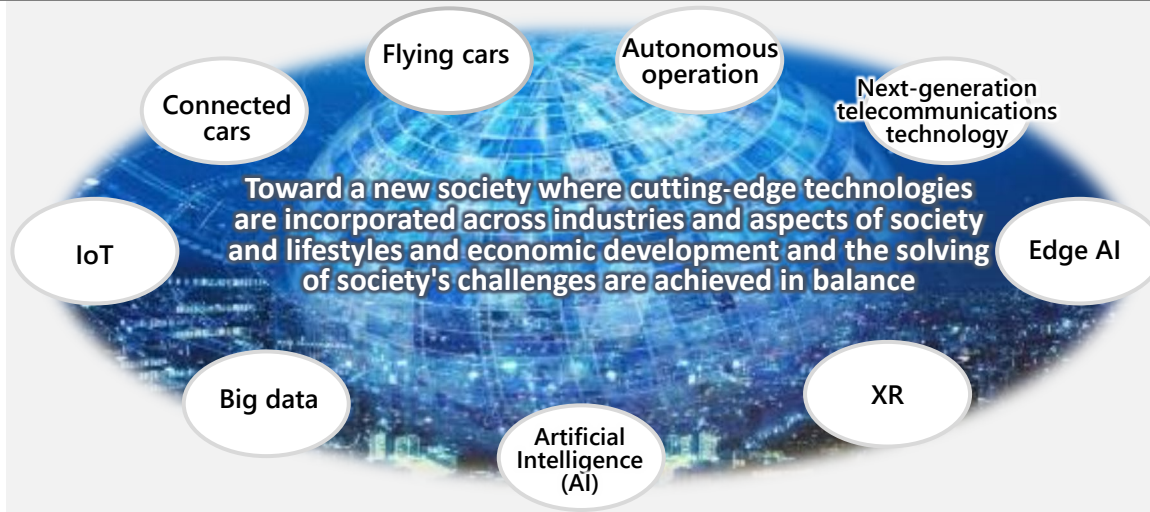 Flying cars
Autonomous
operation
Connected
cars
Next-generation
telecommunications
technology
Toward a new society where cutting-edge technologies
are incorporated across industries and aspects of society
and lifestyles and economic development and the solving
of society's challenges are achieved in balance
IoT
Edge AI
Big data
XR
Artificial
Intelligence
(AI)